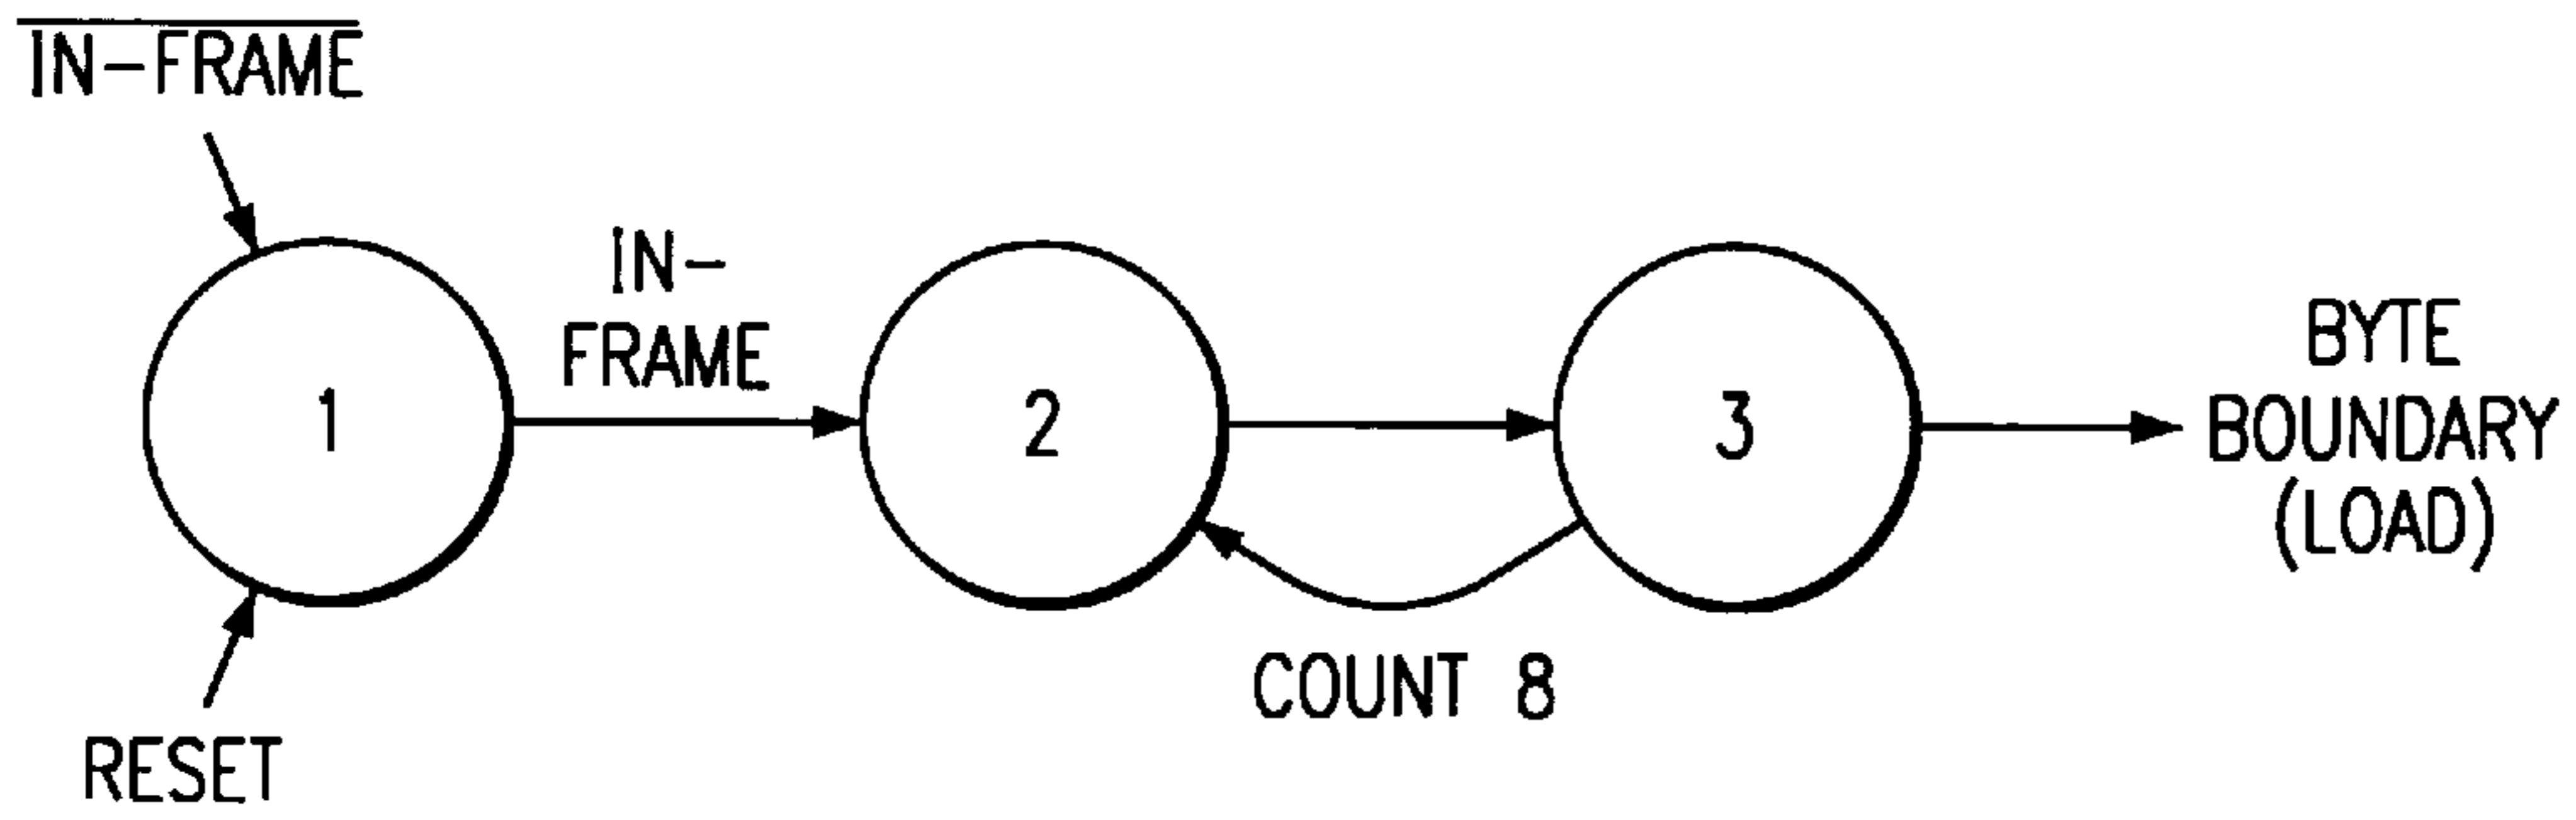 IN-FRAME
IN-
FRAME
1
2
3
BYTE
BOUNDARY
(LOAD)
COUNT 8
RESET